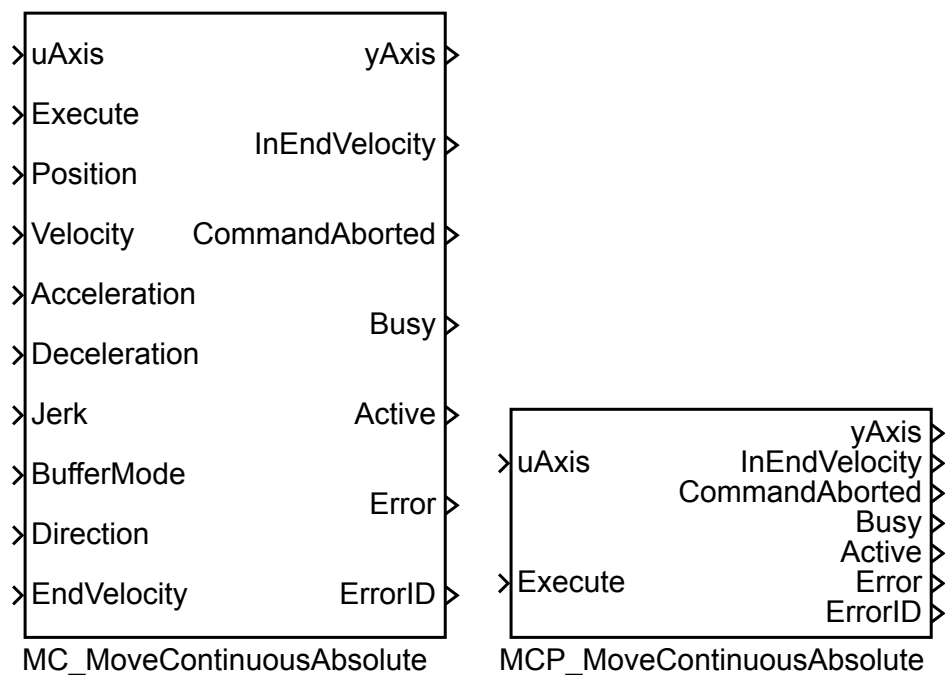 uAxis
Execute
Position
Velocity
Acceleration
Deceleration
Jerk
BufferMode
Direction
EndVelocity
yAxis
InEndVelocity
CommandAborted
Busy
Active
Error
ErrorID
MC_MoveContinuousAbsolute
uAxis
Execute
yAxis
InEndVelocity
CommandAborted
Busy
Active
Error
ErrorID
MCP_MoveContinuousAbsolute